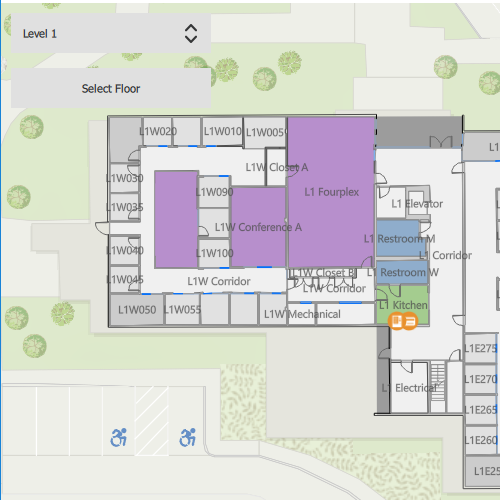 Level 1
Select Floor
L1W020
L1W010
L1W005
L1
L1W Closet A
L1W030
L1W090
L1 Fourplex
L1W035
L1 Elevator
L1W Conference A
L1 Restroom M
L1W040
L1W100
L1 Corridor
L1W045
L1W Corridor
L1W Closet B
L1 Restroom W
L1W Corridor
L1W050
L1W055
L1W Mechanical
L1 Kitchen
L1E275
L1E270
L1 Electrical
L1E265
L1E260
L1E25